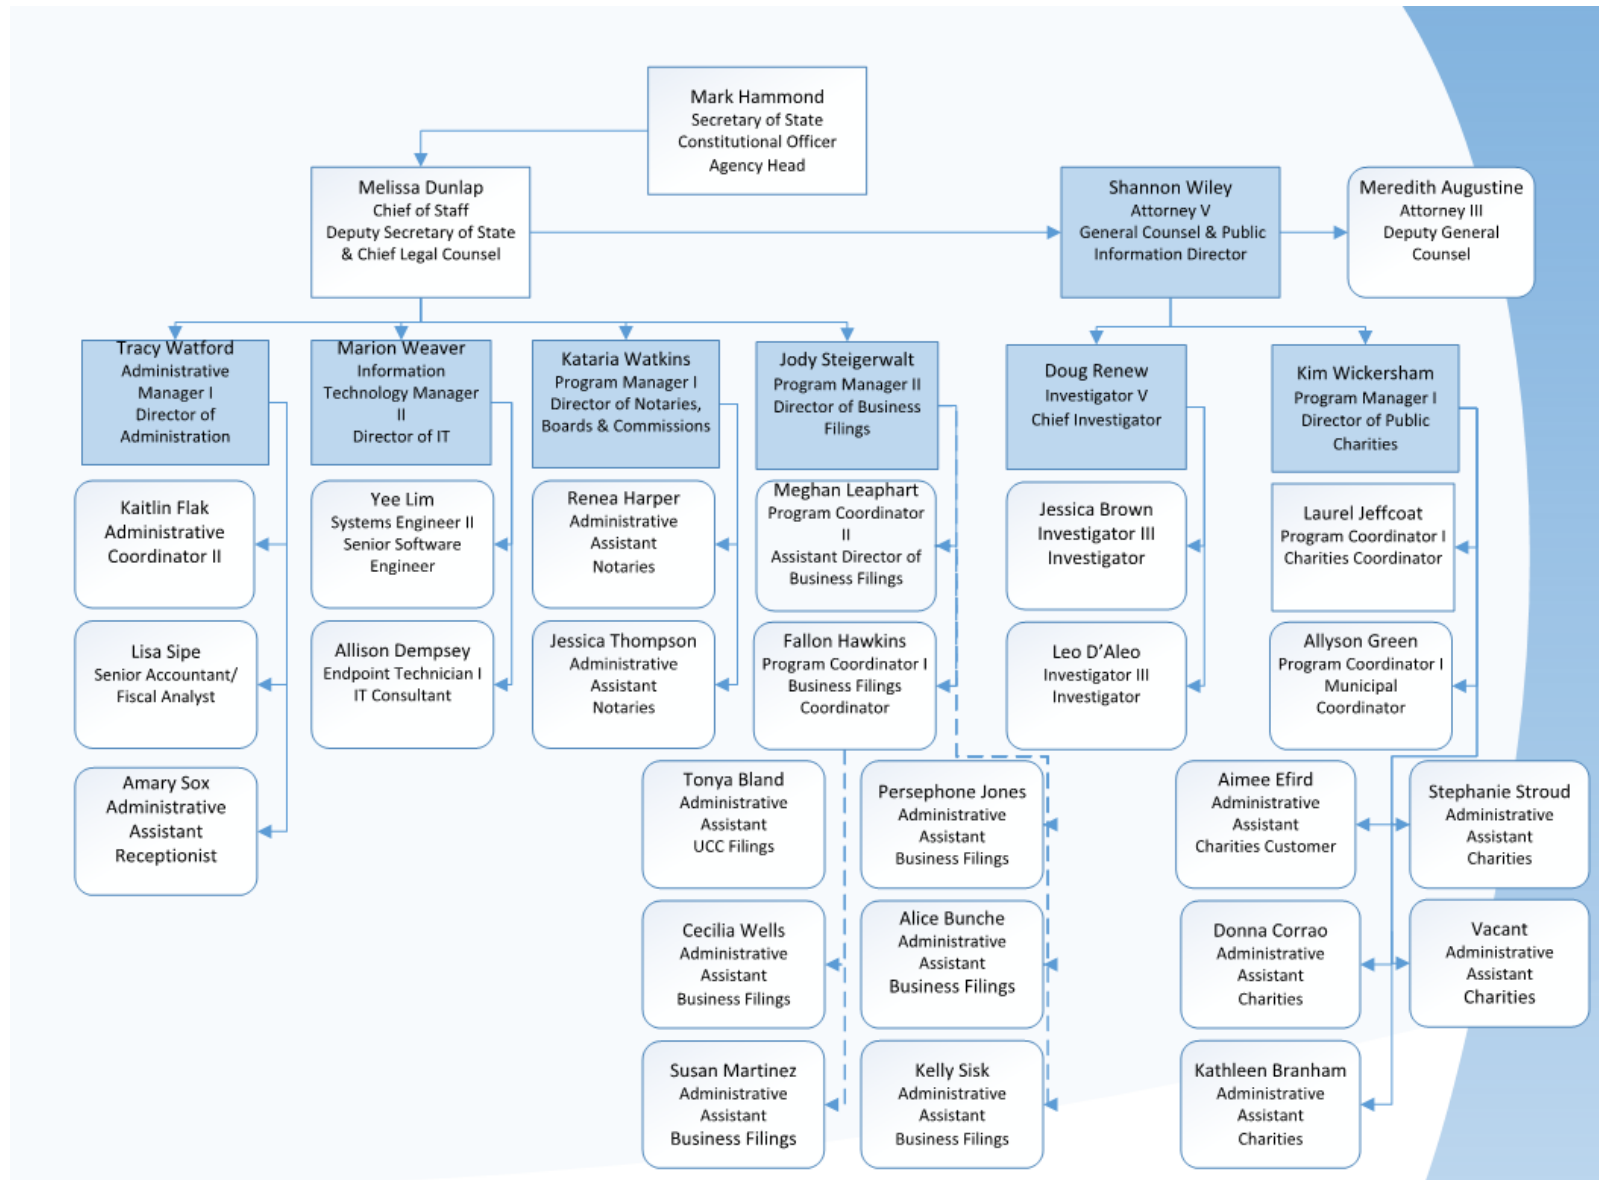 Mark Hammond
Secretary of State
Constitutional Officer
Agency Head
Melissa Dunlap
Chief of Staff
Deputy Secretary of State
& Chief Legal Counsel
Shannon Wiley
Attorney V
General Counsel & Public
Information Director
Meredith Augustine
Attorney III
Deputy General
Counsel
Tracy Watford
Administrative
Manager I
Director of
Administration
Marion Weaver
Information
Technology Manager
II
Director of IT
Kataria Watkins
Program Manager I
Director of Notaries,
Boards & Commissions
Jody Steigerwalt
Program Manager II
Director of Business
Filings
Doug Renew
Investigator V
Chief Investigator
Kim Wickersham
Program Manager I
Director of Public
Charities
Kaitlin Flak
Administrative
Coordinator II
Yee Lim
Systems Engineer II
Senior Software
Engineer
Renea Harper
Administrative
Assistant
Notaries
Meghan Leaphart
Program Coordinator
II
Assistant Director of
Business Filings
Jessica Brown
Investigator III
Investigator
Laurel Jeffcoat
Program Coordinator I
Charities Coordinator
Lisa Sipe
Senior Accountant/
Fiscal Analyst
Allison Dempsey
Endpoint Technician I
IT Consultant
Jessica Thompson
Administrative
Assistant
Notaries
Fallon Hawkins
Program Coordinator I
Business Filings
Coordinator
Leo D’Aleo
Investigator III
Investigator
Allyson Green
Program Coordinator I
Municipal
Coordinator
Amary Sox
Administrative
Assistant
Receptionist
Tonya Bland
Administrative
Assistant
UCC Filings
Persephone Jones
Administrative
Assistant
Business Filings
Aimee Efird
Administrative
Assistant
Charities Customer
Stephanie Stroud
Administrative
Assistant
Charities
Cecilia Wells
Administrative
Assistant
Business Filings
Alice Bunche
Administrative
Assistant
Business Filings
Donna Corrao
Administrative
Assistant
Charities
Vacant
Administrative
Assistant
Charities
Susan Martinez
Administrative
Assistant
Business Filings
Kelly Sisk
Administrative
Assistant
Business Filings
Kathleen Branham
Administrative
Assistant
Charities